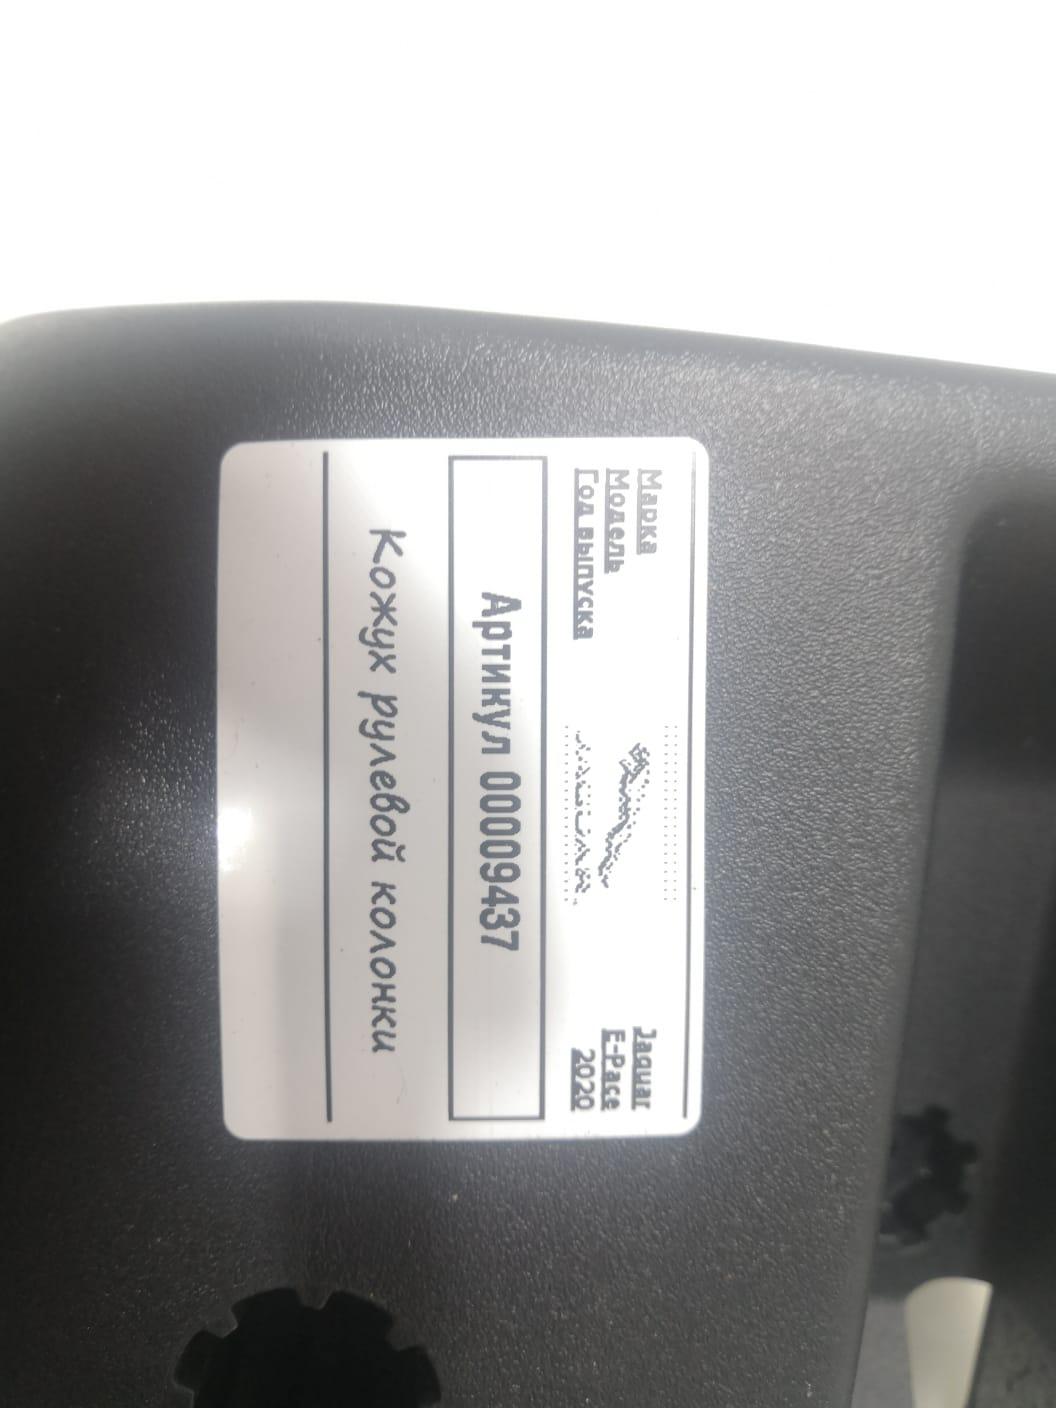 Марка Jaguar
Модель E-Pace
Год выпуска 2020
Артикул 00009437
Кожух рулевой колонки